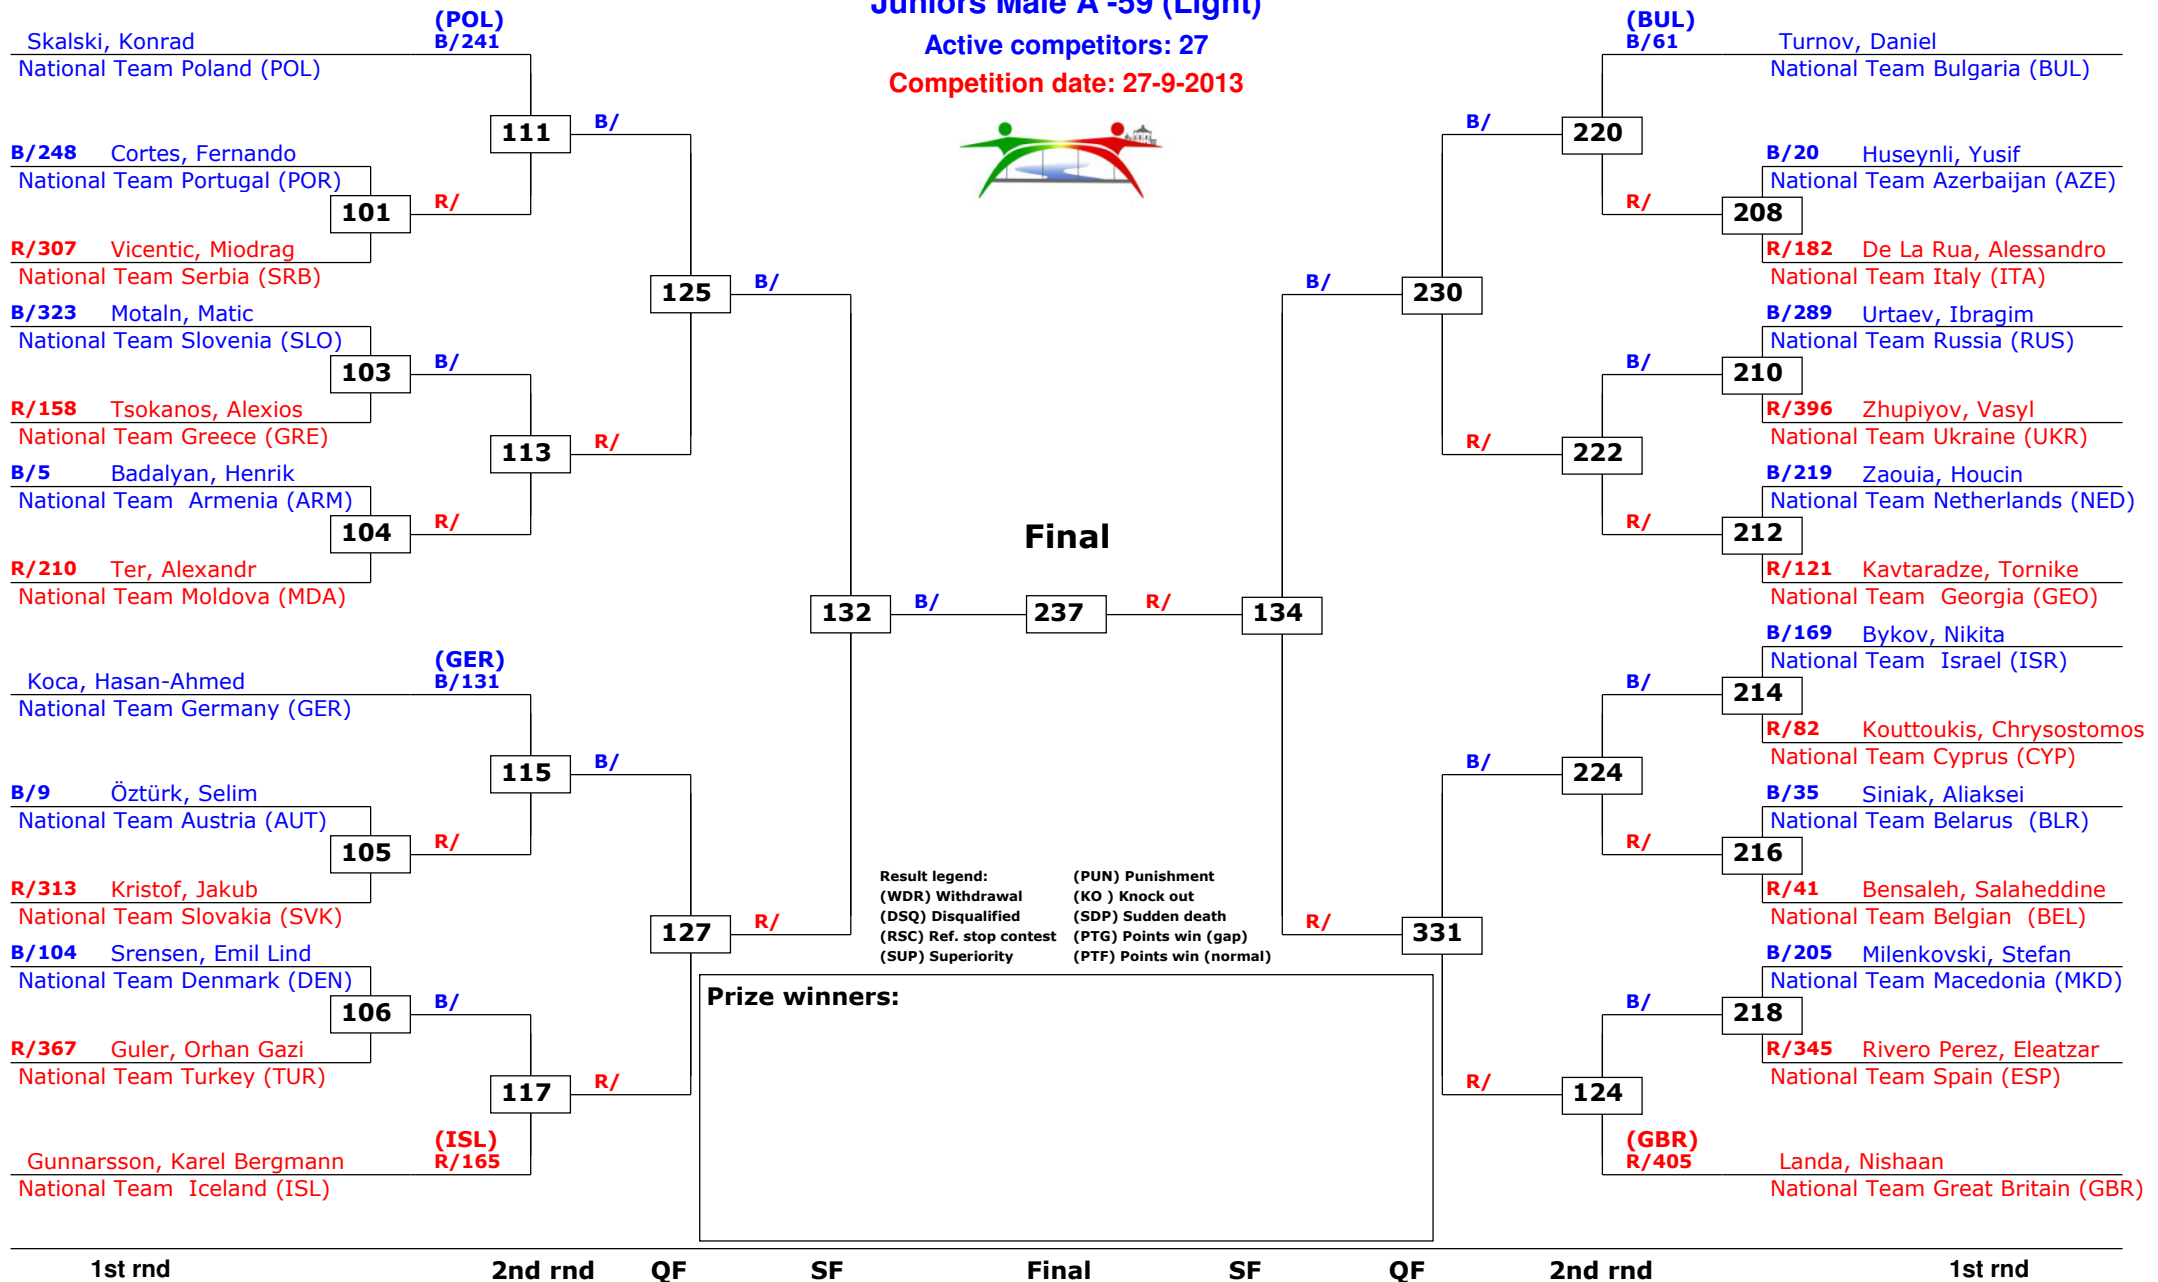 Juniors Male A -59 (Light)
Active competitors: 27
Competition date: 27-9-2013
(POL)
Skalski, Konrad B/241
National Team Poland (POL)
111 B/
B/248 Cortes, Fernando
National Team Portugal (POR)
101 R/
R/307 Vicentic, Miodrag
National Team Serbia (SRB)
125 B/
B/323 Motaln, Matic
National Team Slovenia (SLO)
103 B/
R/158 Tsokanos, Alexios
National Team Greece (GRE)
113 R/
B/5 Badalyan, Henrik
National Team Armenia (ARM)
104 R/
R/210 Ter, Alexandr
National Team Moldova (MDA)
132 B/
(GER)
Koca, Hasan-Ahmed B/131
National Team Germany (GER)
115 B/
B/9 Öztürk, Selim
National Team Austria (AUT)
105 R/
R/313 Kristof, Jakub
National Team Slovakia (SVK)
127 R/
B/104 Srensen, Emil Lind
National Team Denmark (DEN)
106 B/
R/367 Guler, Orhan Gazi
National Team Turkey (TUR)
117 R/
(ISL)
Gunnarsson, Karel Bergmann R/165
National Team Iceland (ISL)
Final
237
(BUL)
B/61 Turnov, Daniel
National Team Bulgaria (BUL)
B/ 220
B/20 Huseynli, Yusif
National Team Azerbaijan (AZE)
R/ 208
R/182 De La Rua, Alessandro
National Team Italy (ITA)
B/ 230
B/289 Urtaev, Ibragim
National Team Russia (RUS)
B/ 210
R/396 Zhupiyov, Vasyl
National Team Ukraine (UKR)
R/ 222
B/219 Zaouia, Houcin
National Team Netherlands (NED)
R/ 212
R/121 Kavtaradze, Tornike
National Team Georgia (GEO)
R/ 134
B/169 Bykov, Nikita
National Team Israel (ISR)
B/ 214
R/82 Kouttoukis, Chrysostomos
National Team Cyprus (CYP)
B/ 224
B/35 Siniak, Aliaksei
National Team Belarus (BLR)
R/ 216
R/41 Bensaleh, Salaheddine
National Team Belgian (BEL)
R/ 331
B/205 Milenkovski, Stefan
National Team Macedonia (MKD)
B/ 218
R/345 Rivero Perez, Eleatzar
National Team Spain (ESP)
R/ 124
(GBR)
R/405 Landa, Nishaan
National Team Great Britain (GBR)
Result legend: (PUN) Punishment
(WDR) Withdrawal (KO ) Knock out
(DSQ) Disqualified (SDP) Sudden death
(RSC) Ref. stop contest (PTG) Points win (gap)
(SUP) Superiority (PTF) Points win (normal)
Prize winners:
1st rnd 2nd rnd QF SF Final SF QF 2nd rnd 1st rnd